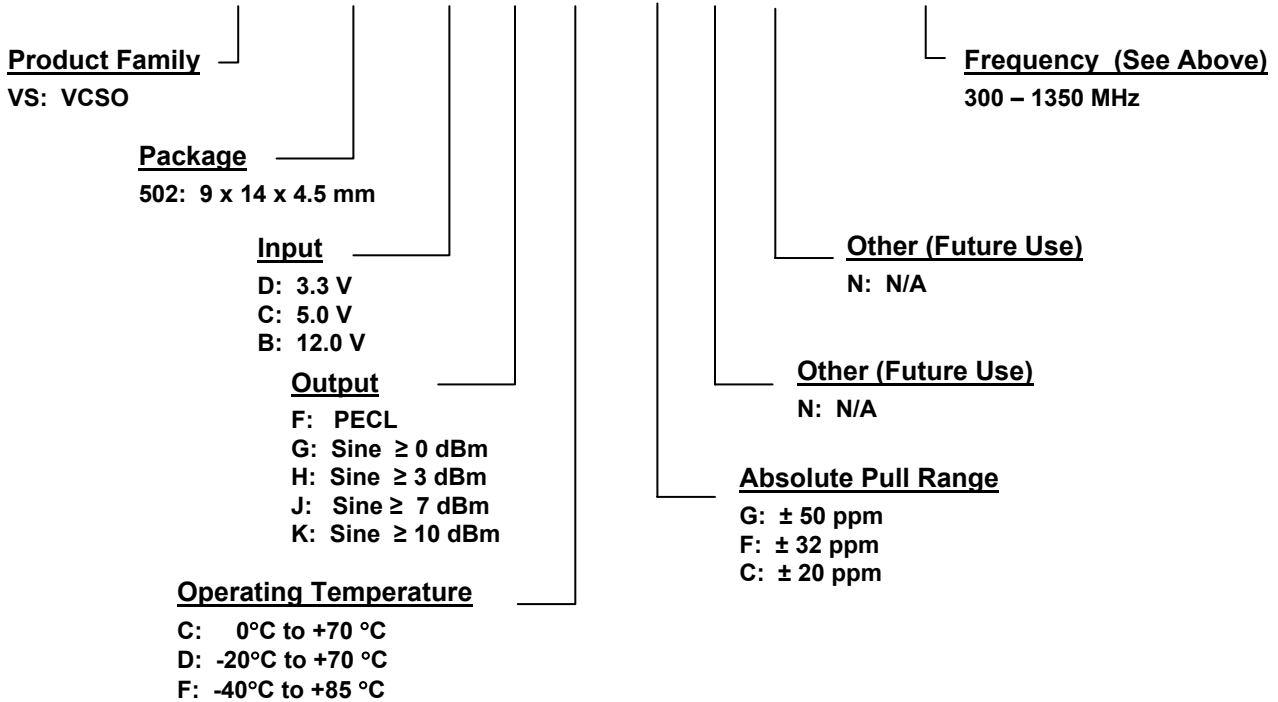 Product Family
VS: VCSO
Frequency (See Above)
300 – 1350 MHz
Package
502: 9 x 14 x 4.5 mm
Input
D: 3.3 V
C: 5.0 V
B: 12.0 V
Other (Future Use)
N: N/A
Output
F: PECL
G: Sine ≥ 0 dBm
H: Sine ≥ 3 dBm
J: Sine ≥ 7 dBm
K: Sine ≥ 10 dBm
Other (Future Use)
N: N/A
Absolute Pull Range
G: ± 50 ppm
F: ± 32 ppm
C: ± 20 ppm
Operating Temperature
C: 0°C to +70 °C
D: -20°C to +70 °C
F: -40°C to +85 °C